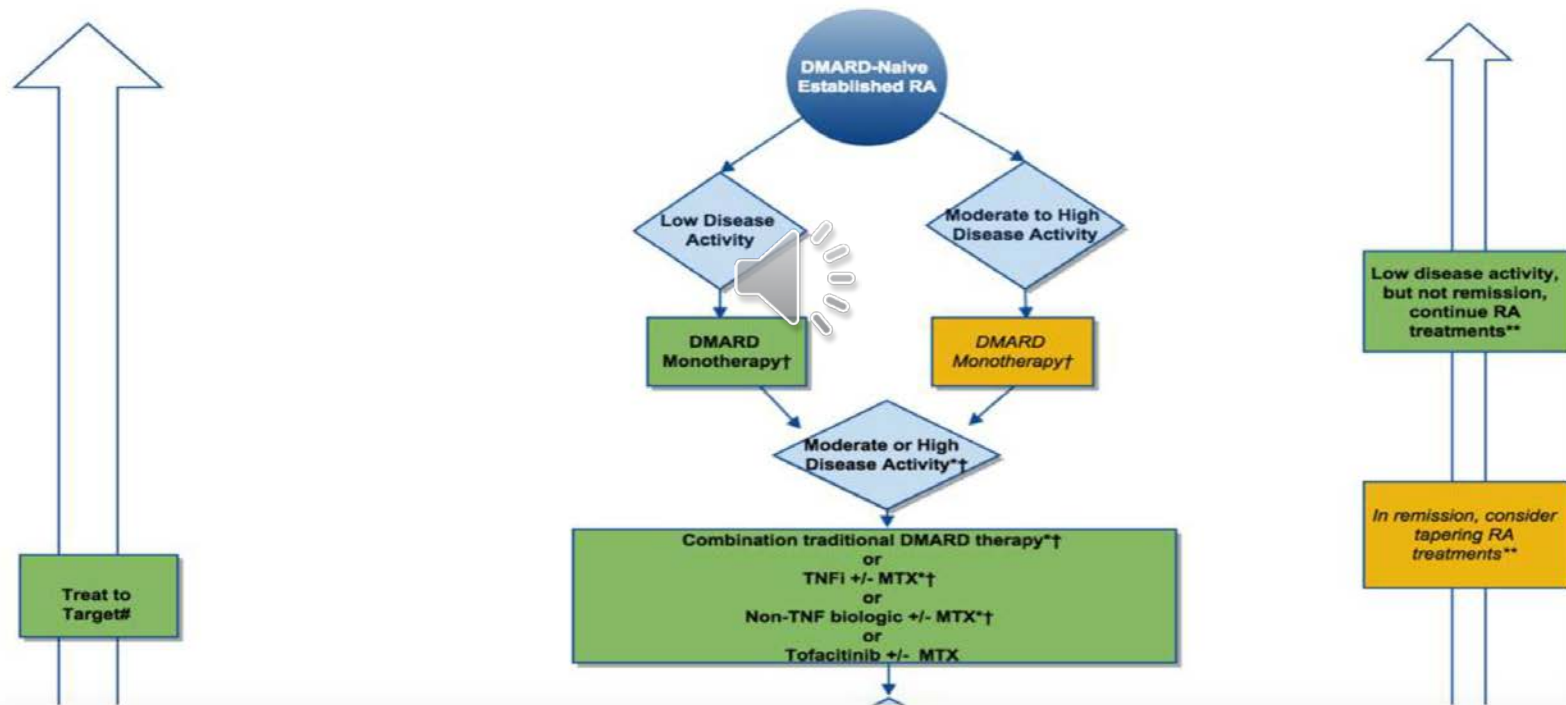 DMARD-Naive
Established RA
Low Disease
Activity
Moderate to High
Disease Activity
DMARD
Monotherapy†
DMARD
Monotherapy†
Moderate or High
Disease Activity*†
Combination traditional DMARD therapy*†
or
TNFi +/- MTX*†
or
Non-TNF biologic +/- MTX*†
or
Tofacitinib +/- MTX
Treat to
Target#
Low disease activity,
but not remission,
continue RA
treatments**
In remission, consider
tapering RA
treatments**